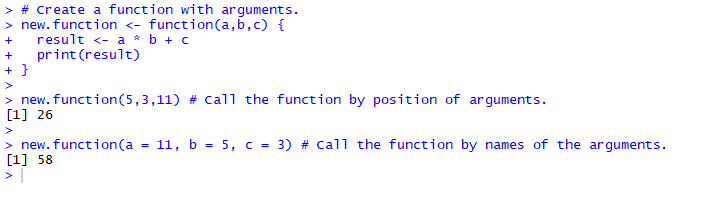 > # Create a function with arguments.
> new.function <- function(a,b,c) {
+   result <- a * b + c
+   print(result)
+ }
>
> new.function(5,3,11) # Call the function by position of arguments.
[1] 26
>
> new.function(a = 11, b = 5, c = 3) # Call the function by names of the arguments.
[1] 58
>